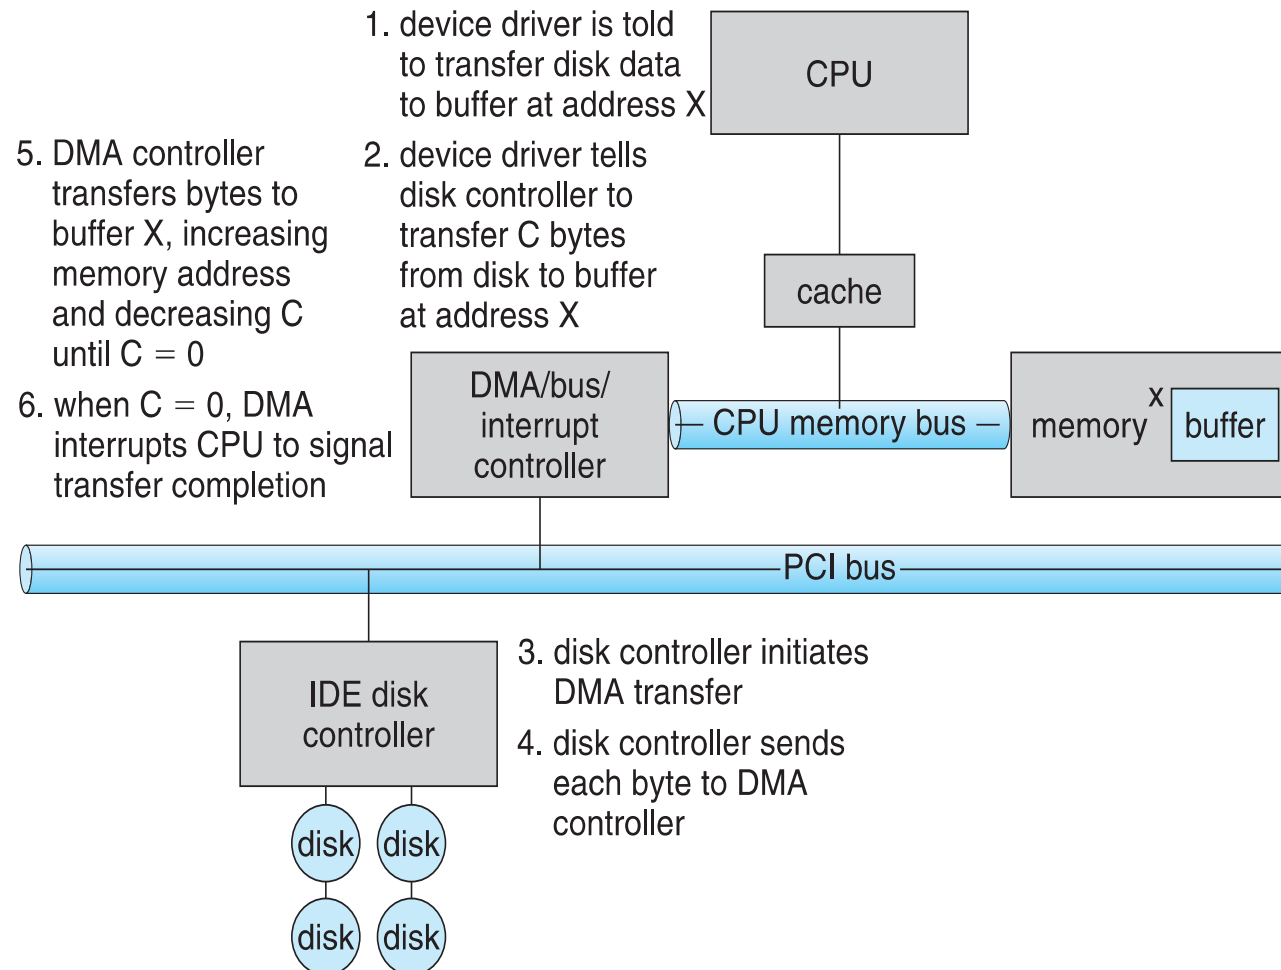 1. device driver is told
to transfer disk data
to buffer at address X
CPU
5. DMA controller
transfers bytes to
buffer X, increasing
memory address
and decreasing C
until C = 0
2. device driver tells
disk controller to
transfer C bytes
from disk to buffer
at address X
cache
6. when C = 0, DMA
interrupts CPU to signal
transfer completion
DMA/bus/
interrupt
controller
CPU memory bus
memory
x
buffer
PCI bus
IDE disk
controller
3. disk controller initiates
DMA transfer
4. disk controller sends
each byte to DMA
controller
disk
disk
disk
disk